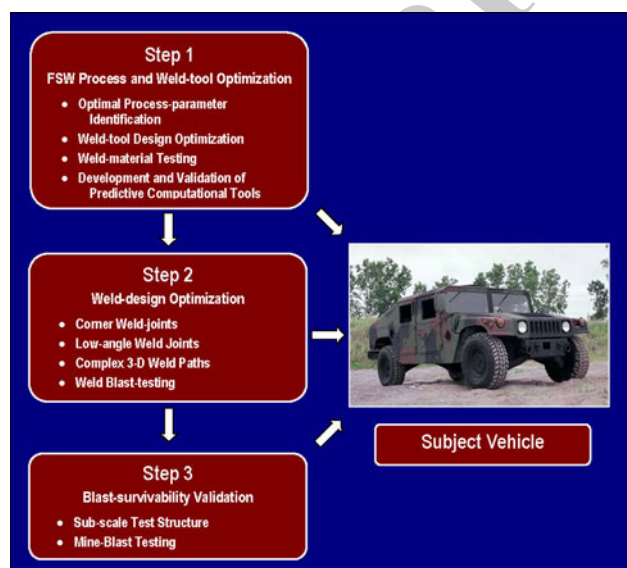 Step 1
FSW Process and Weld-tool Optimization
• Optimal Process-parameter
Identification
• Weld-tool Design Optimization
• Weld-material Testing
• Development and Validation of
Predictive Computational Tools
Step 2
Weld-design Optimization
• Corner Weld-joints
• Low-angle Weld Joints
• Complex 3-D Weld Paths
• Weld Blast-testing
Subject Vehicle
Step 3
Blast-survivability Validation
• Sub-scale Test Structure
• Mine-Blast Testing